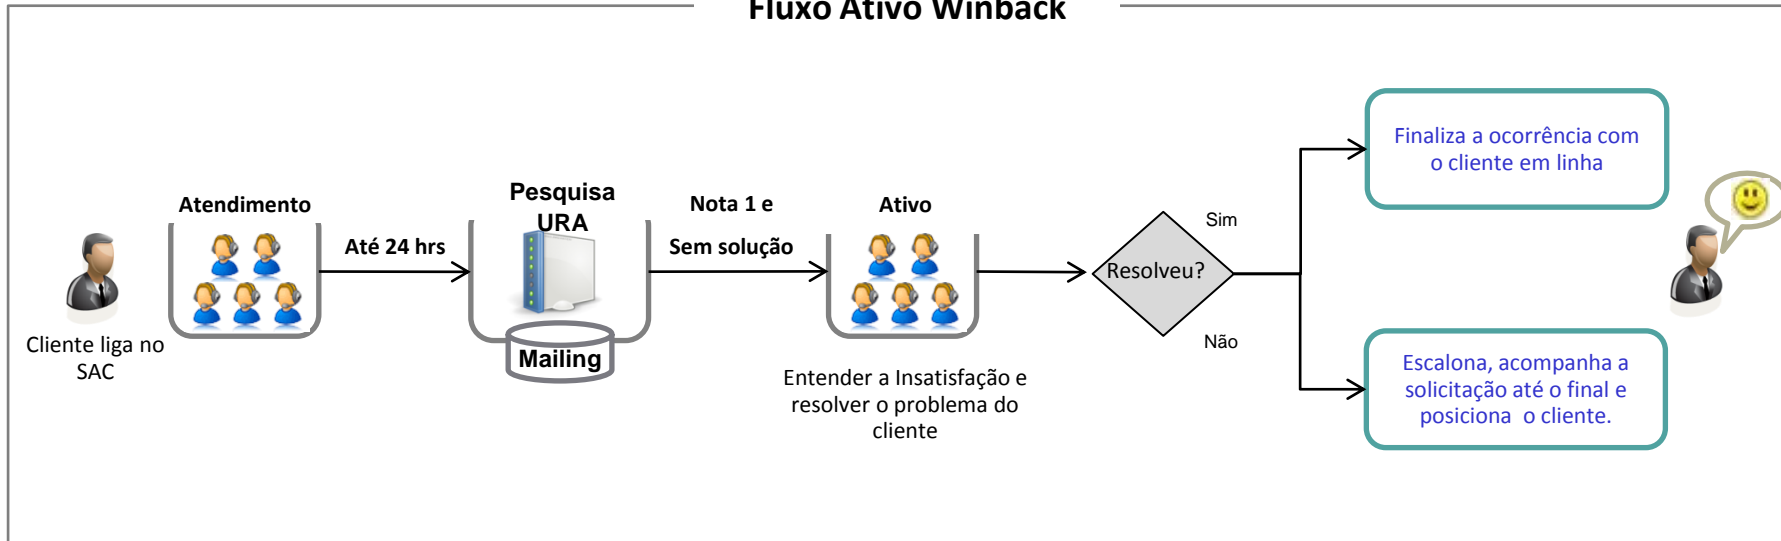 Fluxo Ativo Winback
Cliente liga no
SAC
Atendimento
Até 24 hrs
Pesquisa
URA
Mailing
Nota 1 e
Sem solução
Ativo
Entender a Insatisfação e
resolver o problema do
cliente
Resolveu?
Sim
Não
Finaliza a ocorrência com
o cliente em linha
Escalona, acompanha a
solicitação até o final e
posiciona o cliente.